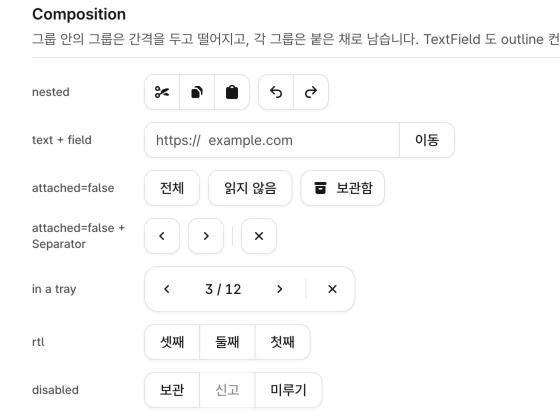 Composition
그룹 안의 그룹은 간격을 두고 떨어지고, 각 그룹은 붙은 채로 남습니다. TextField 도 outline 컨
nested
text + field
https:// example.com 이동
attached=false
전체 읽지 않음 보관함
attached=false +
Separator
in a tray
3 / 12
rtl
셋째 둘째 첫째
disabled
보관 신고 미루기